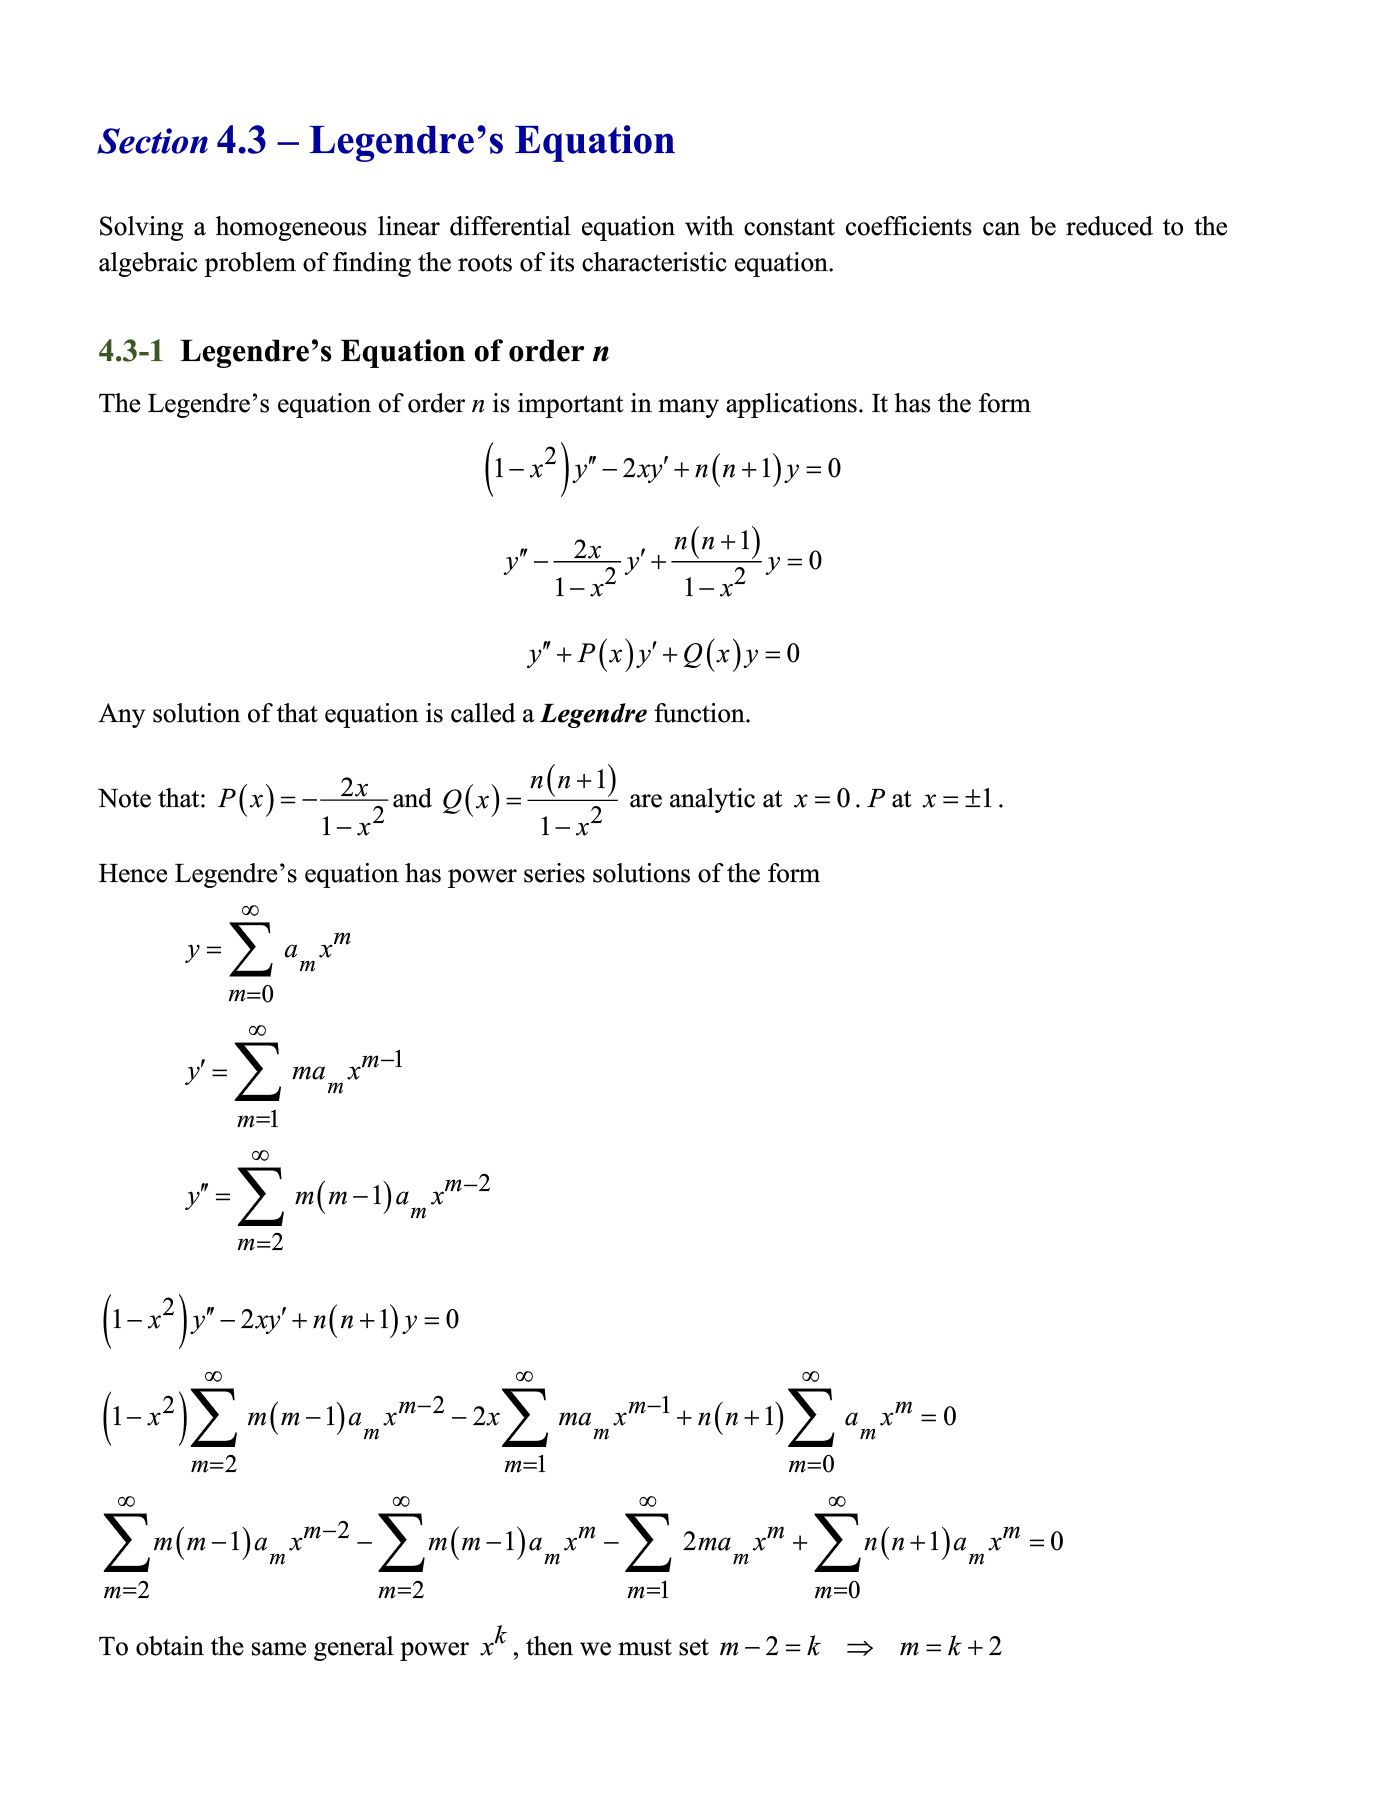 Section 4.3 – Legendre’s Equation
Solving a homogeneous linear differential equation with constant coefficients can be reduced to the
algebraic problem of finding the roots of its characteristic equation.
4.3-1 Legendre’s Equation of order n
The Legendre’s equation of order n is important in many applications. It has the form
$\left(1-x^2\right)y''-2xy'+n(n+1)y=0$
$y''-\frac{2x}{1-x^2}y'+\frac{n(n+1)}{1-x^2}y=0$
$y''+P(x)y'+Q(x)y=0$
Any solution of that equation is called a Legendre function.
Note that: $P(x)=-\frac{2x}{1-x^2}$ and $Q(x)=\frac{n(n+1)}{1-x^2}$ are analytic at $x=0$. P at $x=\pm1$.
Hence Legendre’s equation has power series solutions of the form
$y=\sum_{m=0}^{\infty}a_m x^m$
$y'=\sum_{m=1}^{\infty}ma_m x^{m-1}$
$y''=\sum_{m=2}^{\infty}m(m-1)a_m x^{m-2}$
$\left(1-x^2\right)y''-2xy'+n(n+1)y=0$
$\left(1-x^2\right)\sum_{m=2}^{\infty}m(m-1)a_m x^{m-2}-2x\sum_{m=1}^{\infty}ma_m x^{m-1}+n(n+1)\sum_{m=0}^{\infty}a_m x^m=0$
$\sum_{m=2}^{\infty}m(m-1)a_m x^{m-2}-\sum_{m=2}^{\infty}m(m-1)a_m x^m-\sum_{m=1}^{\infty}2ma_m x^m+\sum_{m=0}^{\infty}n(n+1)a_m x^m=0$
To obtain the same general power $x^k$, then we must set $m-2=k \Rightarrow m=k+2$